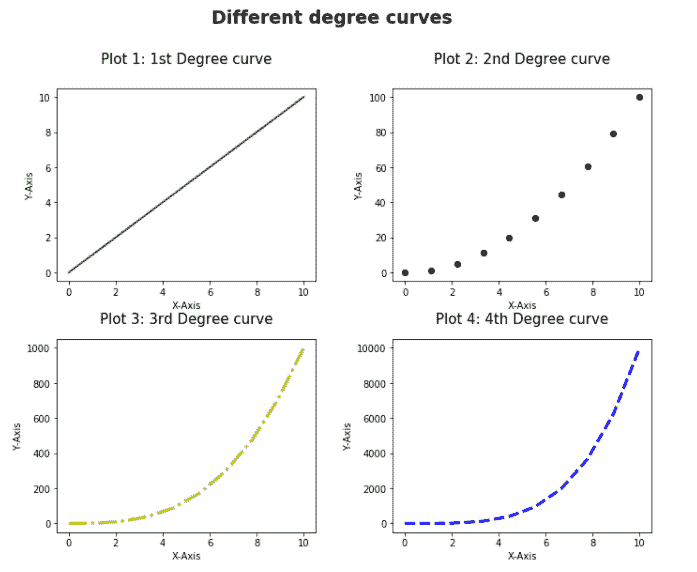 Different degree curves
Plot 1: 1st Degree curve
10
8
6
4
2
0
Y-Axis
0 2 4 6 8 10
X-Axis
Plot 2: 2nd Degree curve
100
80
60
40
20
0
Y-Axis
0 2 4 6 8 10
X-Axis
Plot 3: 3rd Degree curve
1000
800
600
400
200
0
Y-Axis
0 2 4 6 8 10
X-Axis
Plot 4: 4th Degree curve
10000
8000
6000
4000
2000
0
Y-Axis
0 2 4 6 8 10
X-Axis